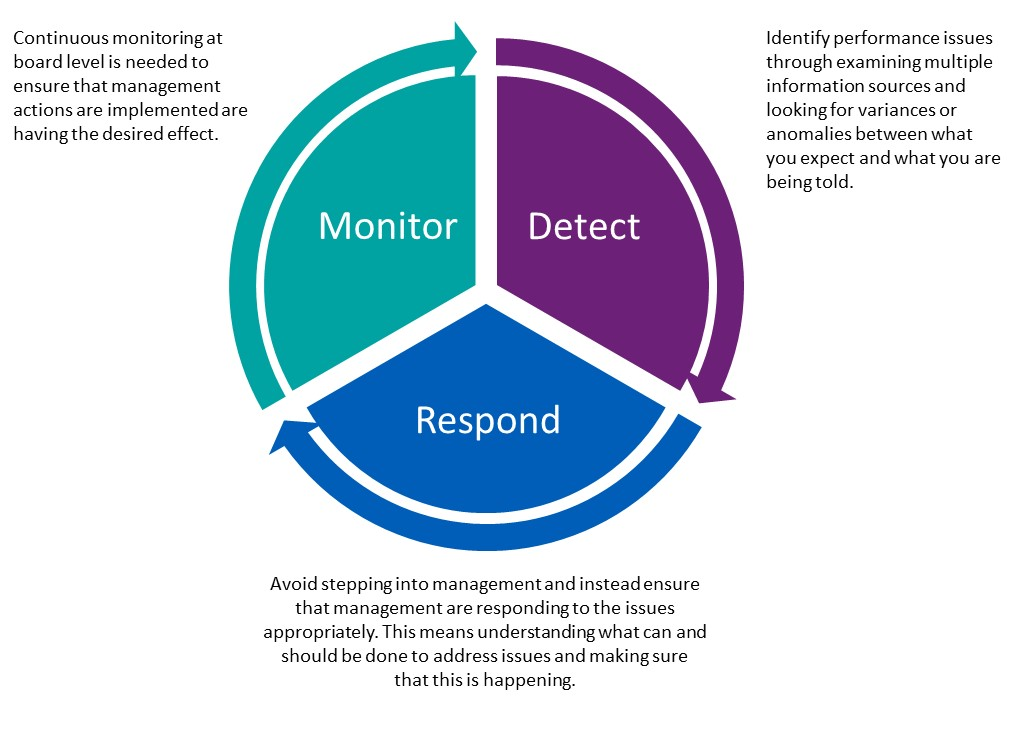 Continuous monitoring at
board level is needed to
ensure that management
actions are implemented are
having the desired effect.
Identify performance issues
through examining multiple
information sources and
looking for variances or
anomalies between what
you expect and what you are
being told.
Monitor
Detect
Respond
Avoid stepping into management and instead ensure
that management are responding to the issues
appropriately. This means understanding what can and
should be done to address issues and making sure
that this is happening.